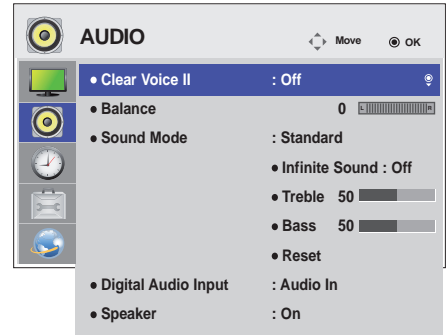 AUDIO Move OK
• Clear Voice II : Off
• Balance 0 L R
• Sound Mode : Standard
• Infinite Sound : Off
• Treble 50
• Bass 50
• Reset
• Digital Audio Input : Audio In
• Speaker : On